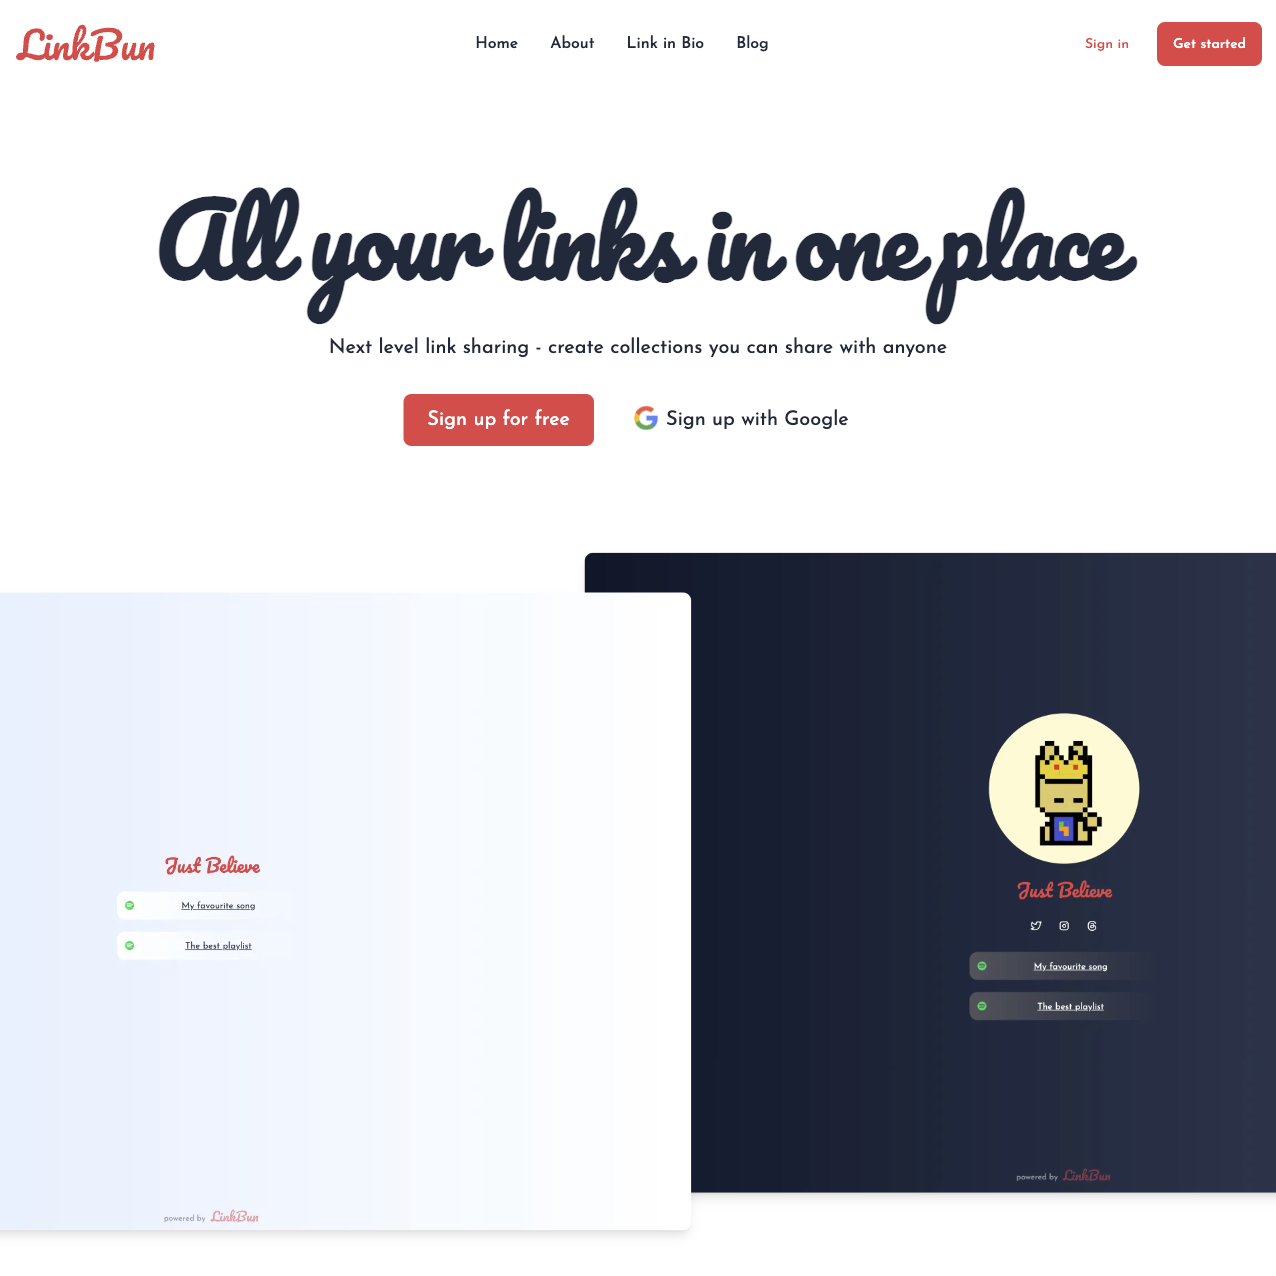 LinkBun
Home
About
Link in Bio
Blog
Sign in
Get started
All your links in one place
Next level link sharing - create collections you can share with anyone
Sign up for free
Sign up with Google
Just Believe
My favourite song
The best playlist
powered by LinkBun
Just Believe
My favourite song
The best playlist
powered by LinkBun